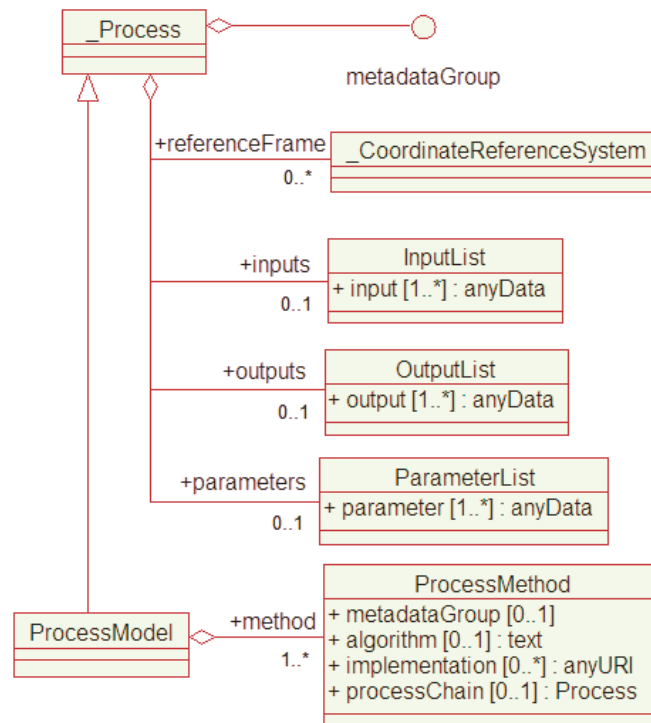 _Process
metadataGroup
+referenceFrame
0..*
_CoordinateReferenceSystem
+inputs
0..1
InputList
+ input [1..*] : anyData
+outputs
0..1
OutputList
+ output [1..*] : anyData
+parameters
0..1
ParameterList
+ parameter [1..*] : anyData
ProcessModel
+method
1..*
ProcessMethod
+ metadataGroup [0..1]
+ algorithm [0..1] : text
+ implementation [0..*] : anyURI
+ processChain [0..1] : Process